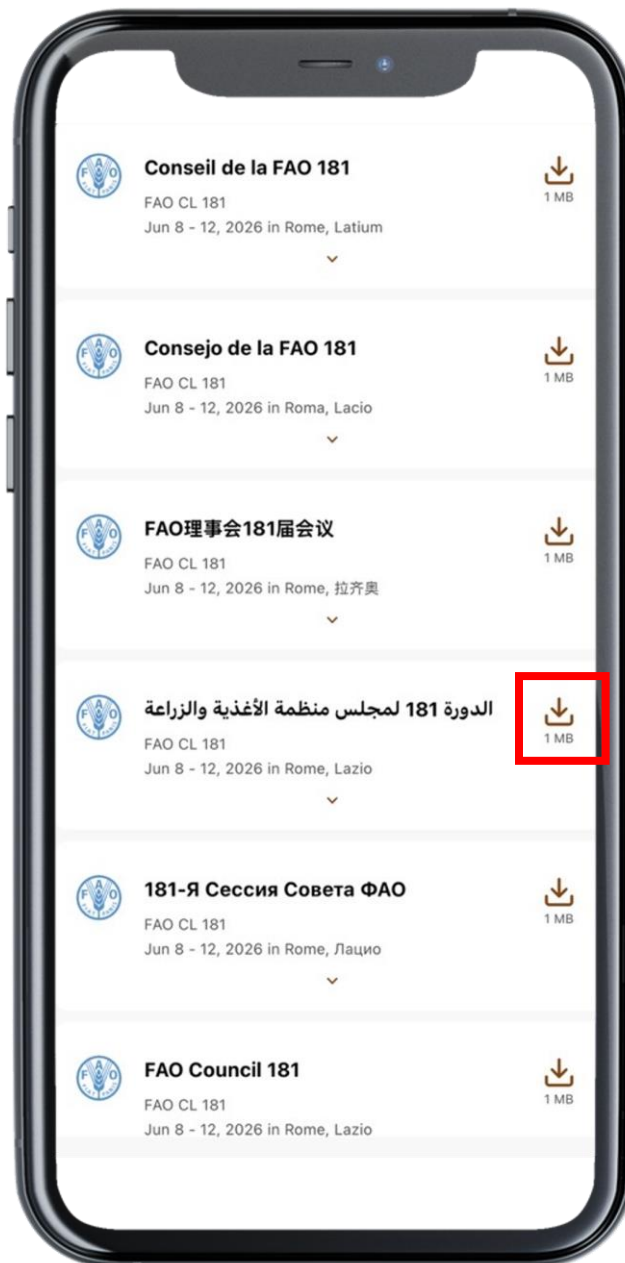 Conseil de la FAO 181
FAO CL 181
Jun 8 - 12, 2026 in Rome, Latium
1 MB
Consejo de la FAO 181
FAO CL 181
Jun 8 - 12, 2026 in Roma, Lacio
1 MB
FAO理事会181届会议
FAO CL 181
Jun 8 - 12, 2026 in Rome, 拉齐奥
1 MB
الدورة 181 لمجلس منظمة الأغذية والزراعة
FAO CL 181
Jun 8 - 12, 2026 in Rome, Lazio
1 MB
181-Я Сессия Совета ФАО
FAO CL 181
Jun 8 - 12, 2026 in Rome, Лацио
1 MB
FAO Council 181
FAO CL 181
Jun 8 - 12, 2026 in Rome, Lazio
1 MB